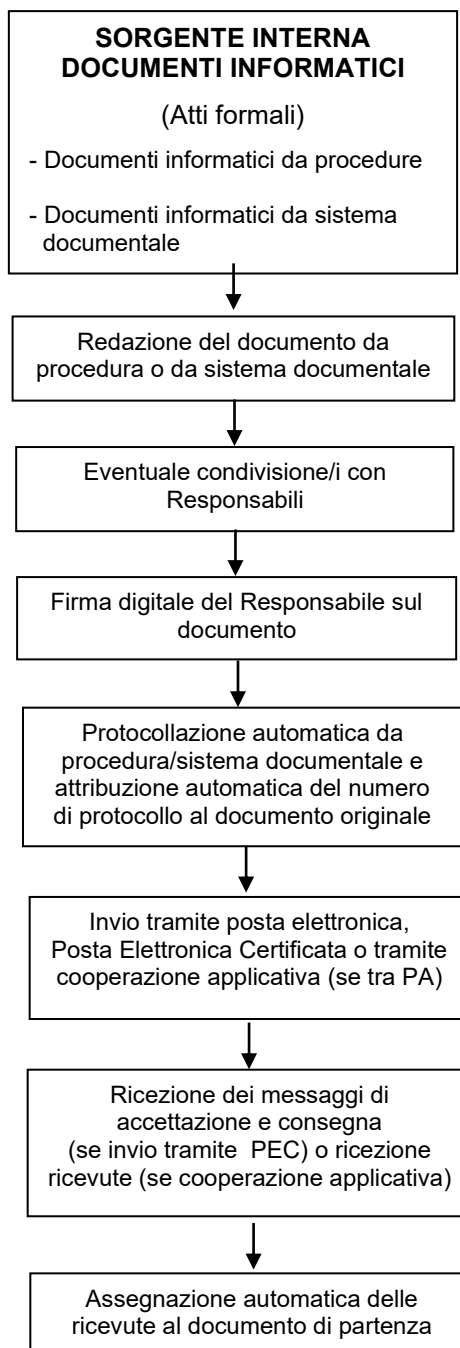 SORGENTE INTERNA
DOCUMENTI INFORMATICI
(Atti formali)
- Documenti informatici da procedure
- Documenti informatici da sistema
documentale
Redazione del documento da
procedura o da sistema documentale
Eventuale condivisione/i con
Responsabili
Firma digitale del Responsabile sul
documento
Protocollazione automatica da
procedura/sistema documentale e
attribuzione automatica del numero
di protocollo al documento originale
Invio tramite posta elettronica,
Posta Elettronica Certificata o tramite
cooperazione applicativa (se tra PA)
Ricezione dei messaggi di
accettazione e consegna
(se invio tramite PEC) o ricezione
ricevute (se cooperazione applicativa)
Assegnazione automatica delle
ricevute al documento di partenza